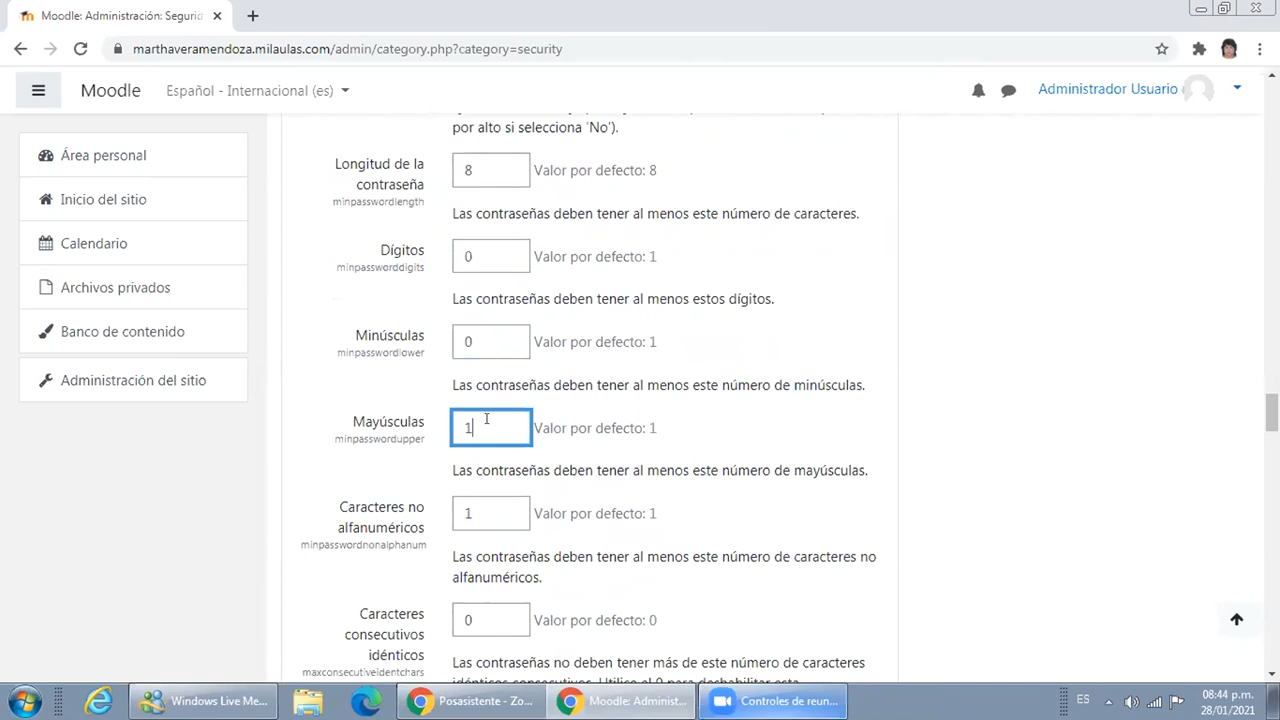 Moodle: Administración: Segurid
marthaveramendoza.milaulas.com/admin/category.php?category=security
Moodle
Español - Internacional (es)
Administrador Usuario
Área personal
Inicio del sitio
Calendario
Archivos privados
Banco de contenido
Administración del sitio
por alto si selecciona 'No').
Longitud de la
contraseña
minpasswordlength
8
Valor por defecto: 8
Las contraseñas deben tener al menos este número de caracteres.
Dígitos
minpassworddigits
0
Valor por defecto: 1
Las contraseñas deben tener al menos estos dígitos.
Minúsculas
minpasswordlower
0
Valor por defecto: 1
Las contraseñas deben tener al menos este número de minúsculas.
Mayúsculas
minpasswordupper
1
Valor por defecto: 1
Las contraseñas deben tener al menos este número de mayúsculas.
Caracteres no
alfanuméricos
minpasswordnonalphanum
1
Valor por defecto: 1
Las contraseñas deben tener al menos este número de caracteres no
alfanuméricos.
Caracteres
consecutivos
idénticos
maxconsecutiveidentchars
0
Valor por defecto: 0
Las contraseñas no deben tener más de este número de caracteres
Windows Live Me...
Posasistente - Zo...
Moodle: Administ...
Controles de reun...
ES
08:44 p.m.
28/01/2021